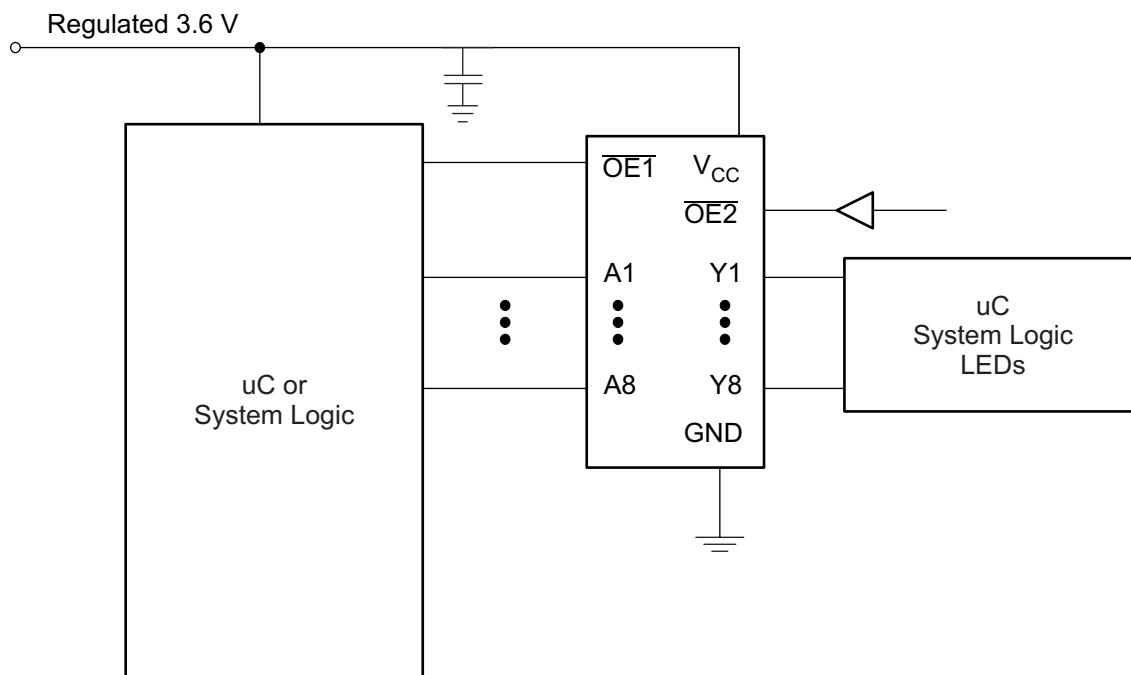 Regulated 3.6 V
OE1
VCC
OE2
A1
Y1
A8
Y8
GND
uC or
System Logic
uC
System Logic
LEDs